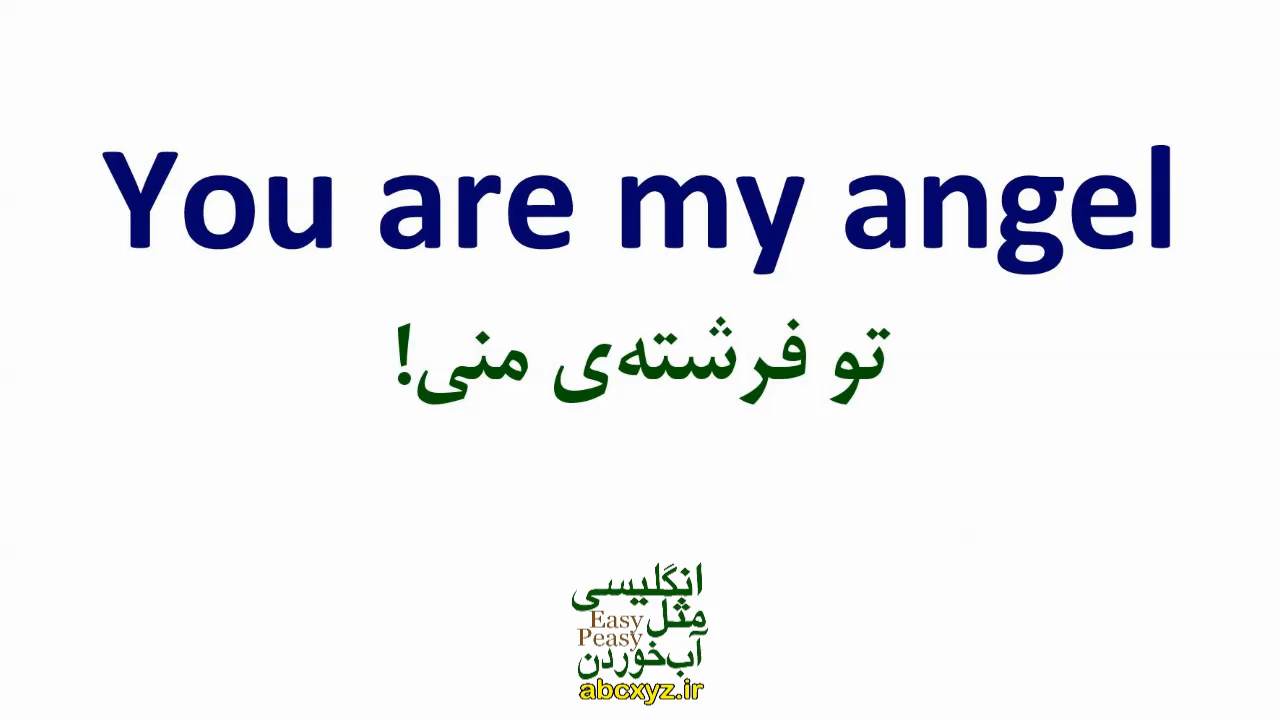 You are my angel
تو فرشته‌ی منی!
انگلیسی
مثل
Easy
Peasy
آب‌خوردن
abcxyz.ir